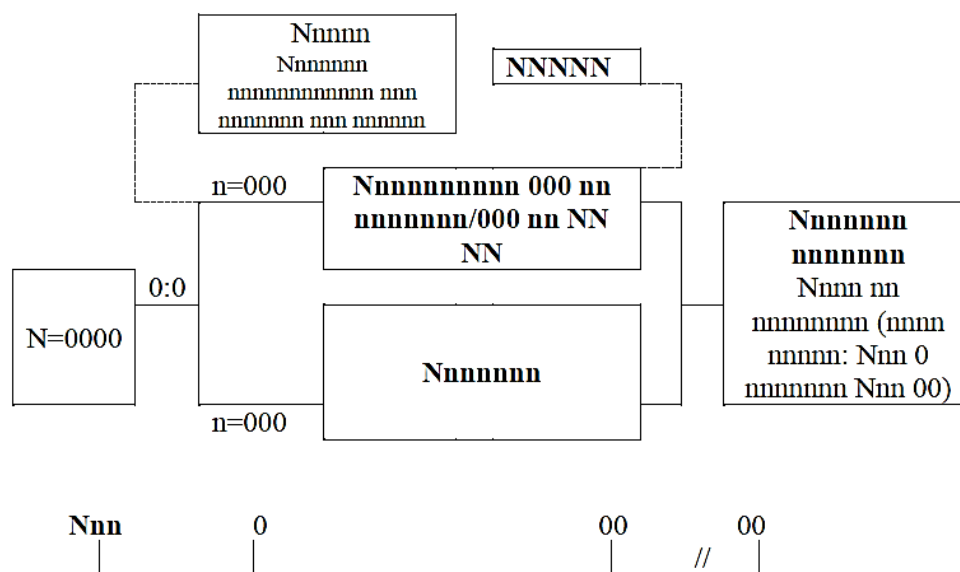 Nnnnn
Nnnnnnn
nnnnnnnnnnnn nnn
nnnnnnn nnn nnnnnn
NNNNN
n=000
Nnnnnnnnnn 000 nn
nnnnnnn/000 nn NN
NN
N=0000
0:0
Nnnnnnn
n=000
Nnnnnnn
nnnnnnn
Nnnn nn
nnnnnnnn (nnnn
nnnnn: Nnn 0
nnnnnnn Nnn 00)
Nnn 0 00 00
//